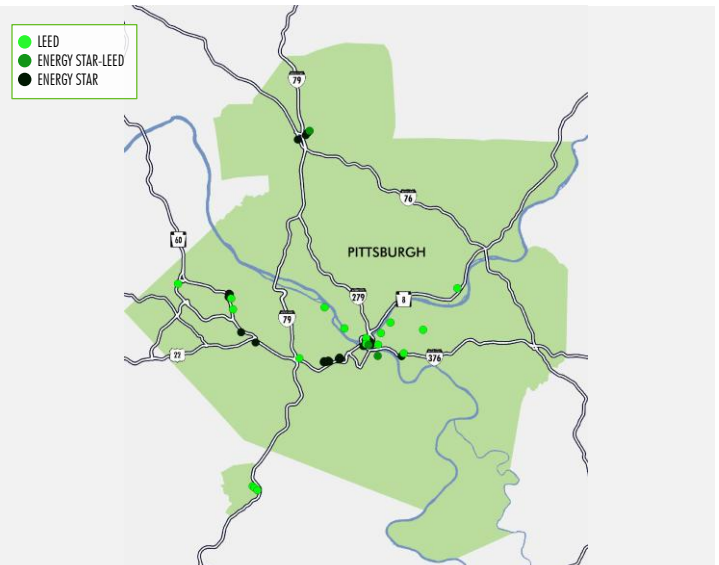 LEED
ENERGY STAR-LEED
ENERGY STAR
79
76
60
PITTSBURGH
279
8
79
22
376